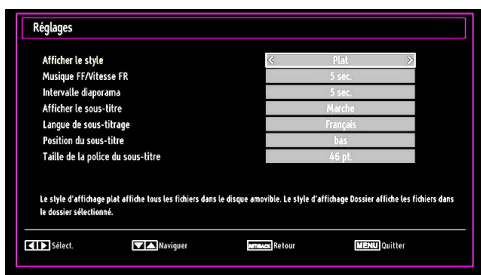 Réglages
Afficher le style Plat
Musique FF/Vitesse FR 5 sec.
Intervalle diaporama 5 sec.
Afficher le sous-titre Marche
Langue de sous-titrage Français
Position du sous-titre bas
Taille de la police du sous-titre 46 pt.
Le style d'affichage plat affiche tous les fichiers dans le disque amovible. Le style d'affichage Dossier affiche les fichiers dans
le dossier sélectionné.
Sélect. Naviguer Retour MENU Quitter